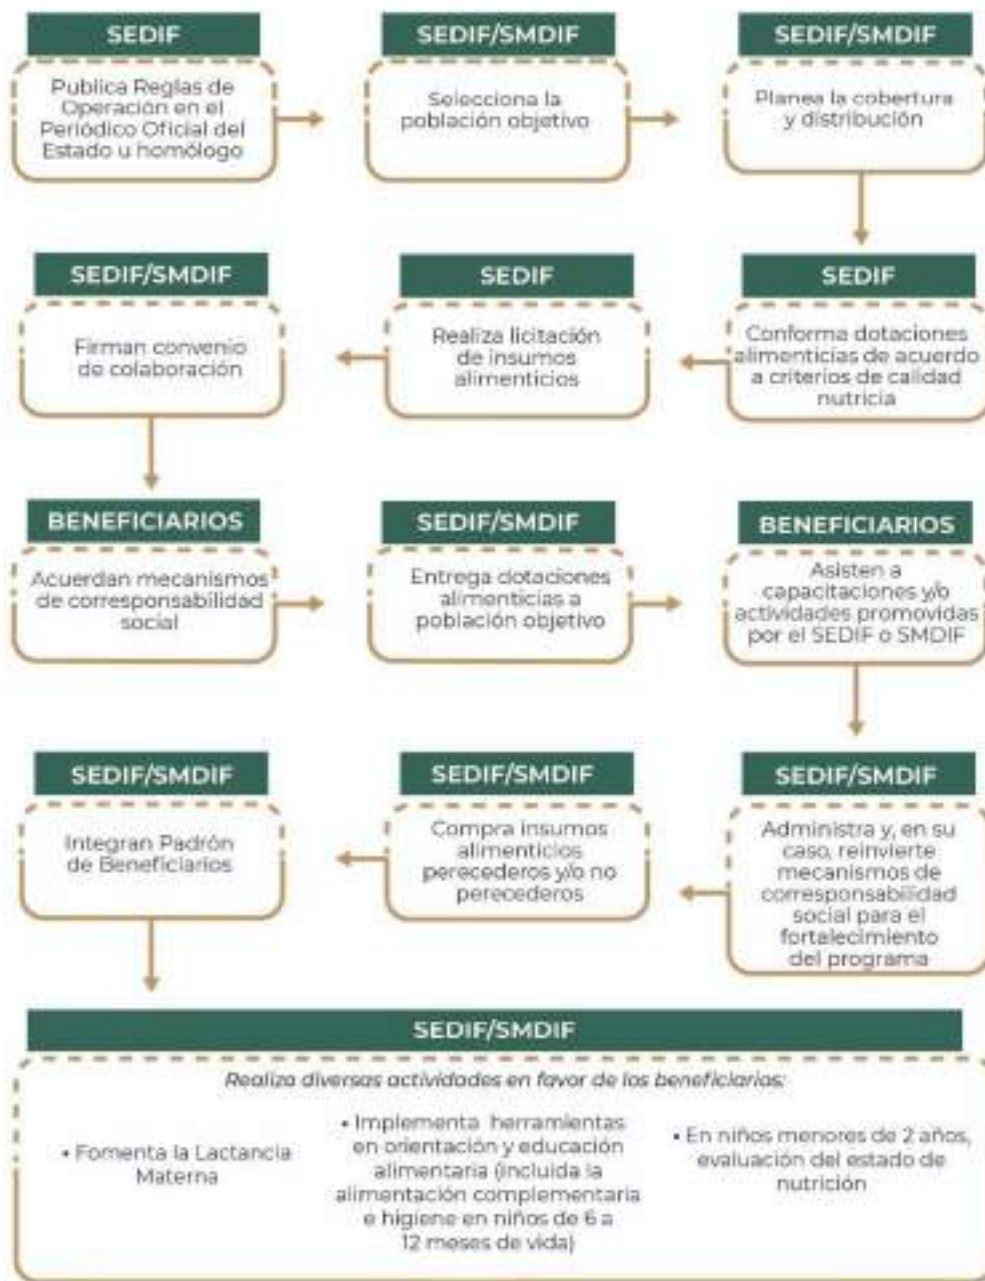 SEDIF
Publica Reglas de
Operación en el
Periódico Oficial del
Estado u homólogo
SEDIF/SMDIF
Selecciona la
población objetivo
SEDIF/SMDIF
Planea la cobertura
y distribución
SEDIF
Conforma dotaciones
alimenticias de acuerdo
a criterios de calidad
nutricia
SEDIF
Realiza licitación
de insumos
alimenticios
SEDIF/SMDIF
Firman convenio
de colaboración
BENEFICIARIOS
Acuerdan mecanismos
de corresponsabilidad
social
SEDIF/SMDIF
Entrega dotaciones
alimenticias a
población objetivo
BENEFICIARIOS
Asisten a
capacitaciones y/o
actividades promovidas
por el SEDIF o SMDIF
SEDIF/SMDIF
Administra y, en su
caso, reinvierte
mecanismos de
corresponsabilidad
social para el
fortalecimiento
del programa
SEDIF/SMDIF
Compra insumos
alimenticios
perecederos y/o no
perecederos
SEDIF/SMDIF
Integran Padrón
de Beneficiarios
SEDIF/SMDIF
Realiza diversas actividades en favor de los beneficiarios:
• Fomenta la Lactancia
Materna
• Implementa herramientas
en orientación y educación
alimentaria (incluida la
alimentación complementaria
e higiene en niños de 6 a
12 meses de vida)
• En niños menores de 2 años,
evaluación del estado de
nutrición